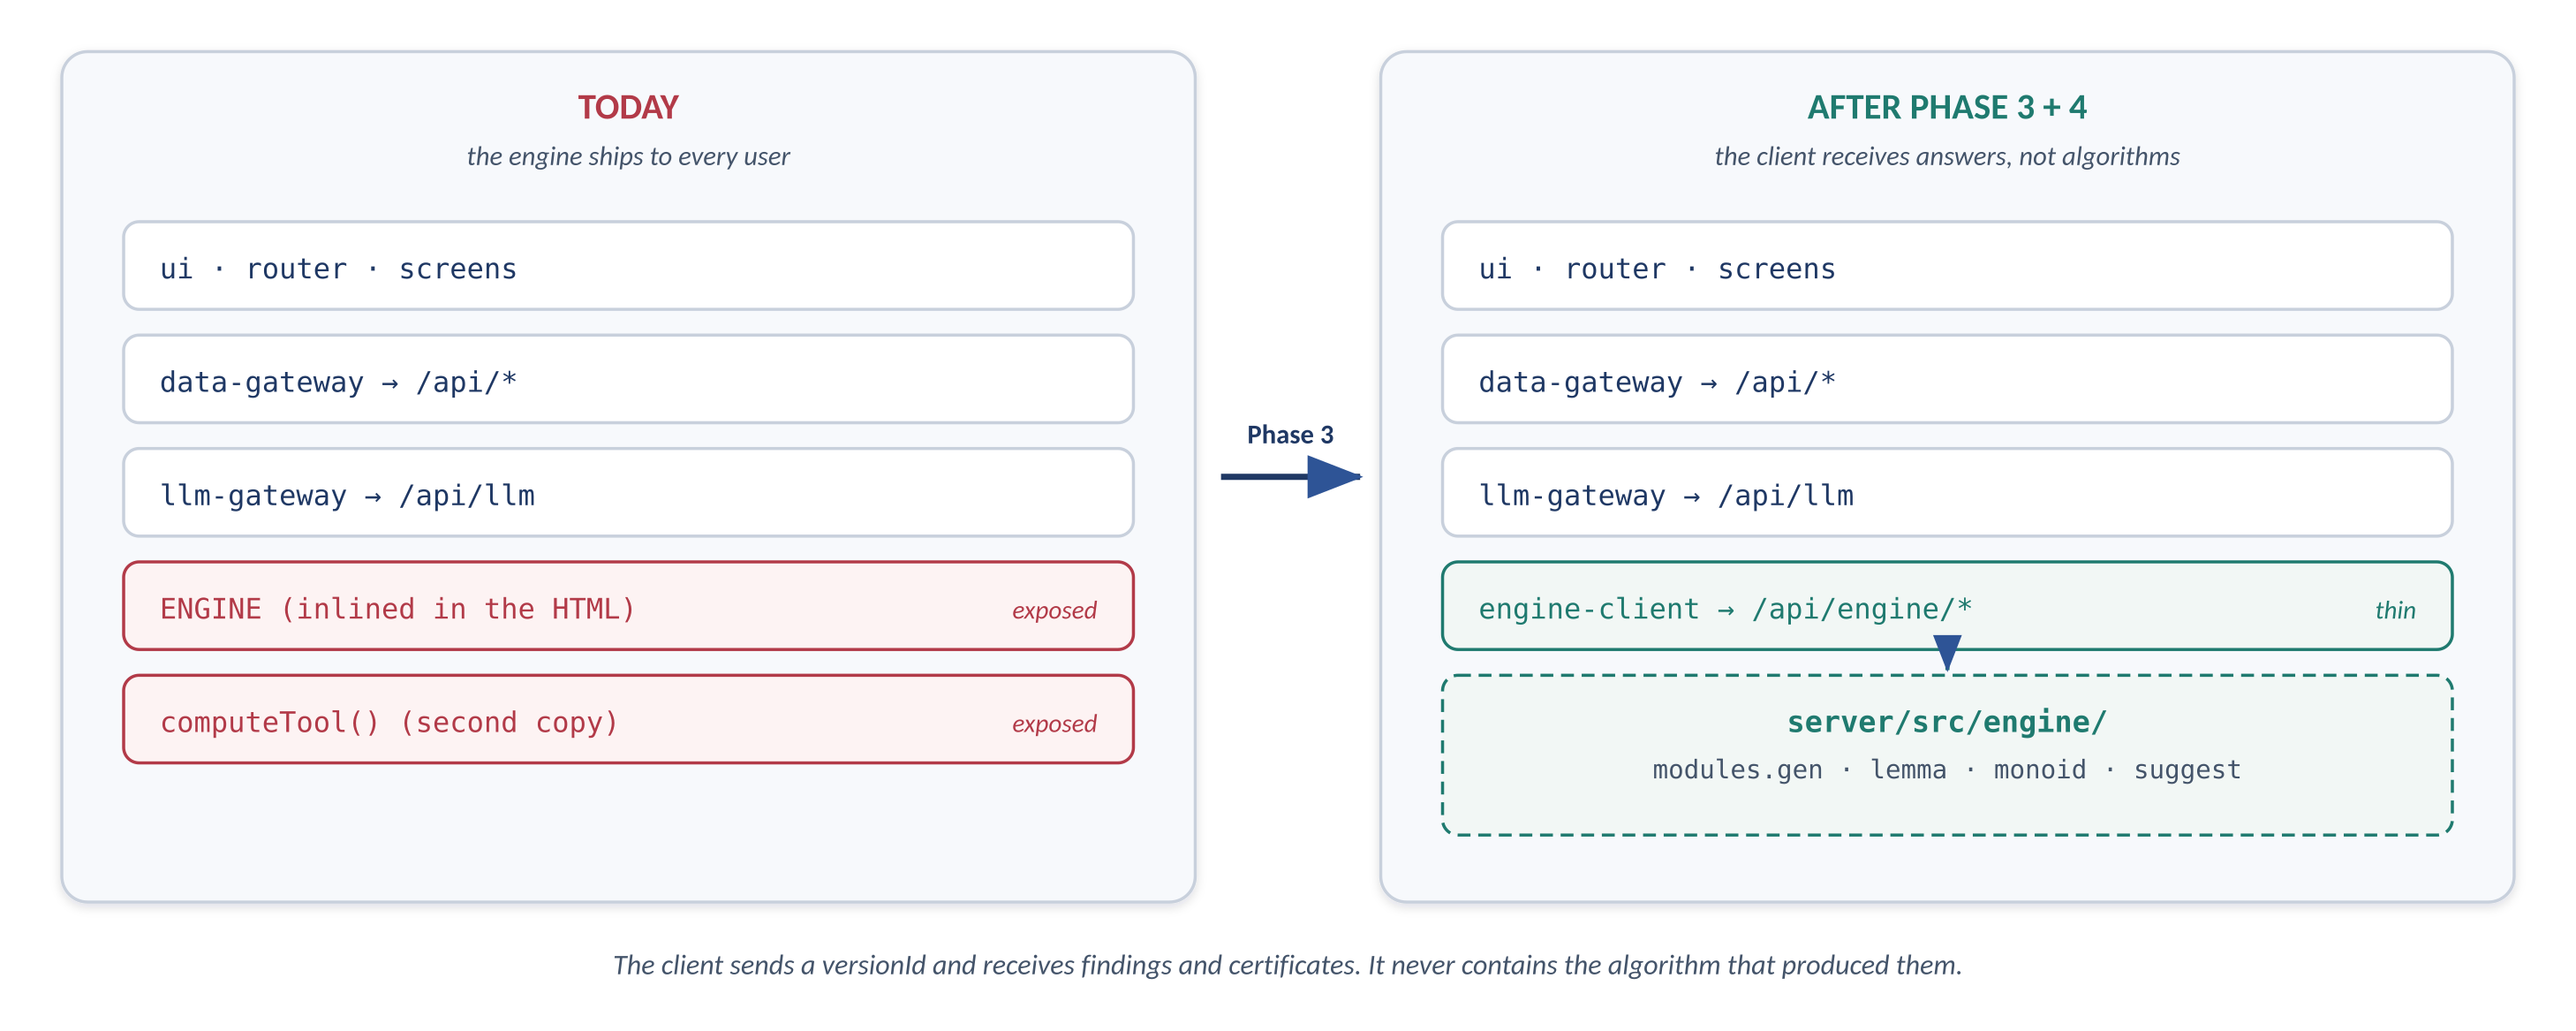 TODAY
the engine ships to every user
ui · router · screens
data-gateway → /api/*
llm-gateway → /api/llm
ENGINE (inlined in the HTML)
exposed
computeTool() (second copy)
exposed
Phase 3
AFTER PHASE 3 + 4
the client receives answers, not algorithms
ui · router · screens
data-gateway → /api/*
llm-gateway → /api/llm
engine-client → /api/engine/*
thin
server/src/engine/
modules.gen · lemma · monoid · suggest
The client sends a versionId and receives findings and certificates. It never contains the algorithm that produced them.